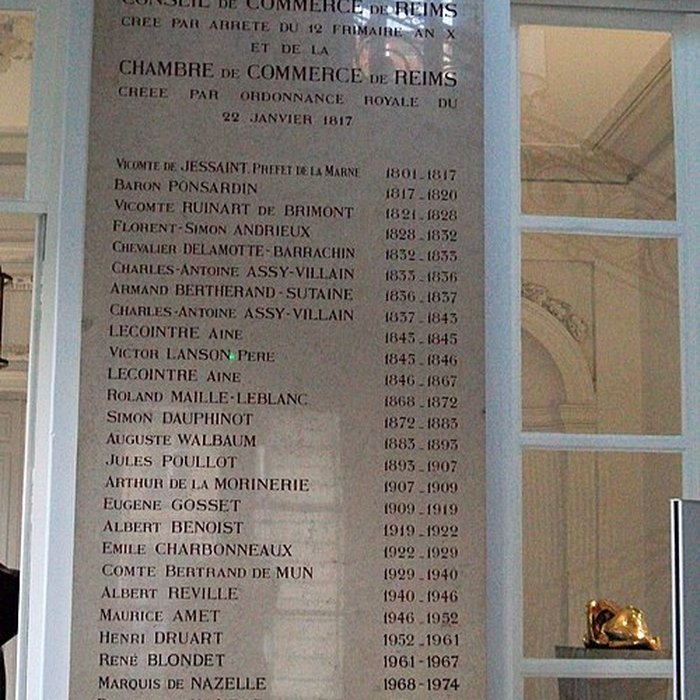 CONSEIL DE COMMERCE DE REIMS
CREE PAR ARRETE DU 12 FRIMAIRE AN X
ET DE LA
CHAMBRE DE COMMERCE DE REIMS
CREEE PAR ORDONNANCE ROYALE DU
22 JANVIER 1817
VICOMTE DE JESSAINT, PREFET DE LA MARNE 1801-1817
BARON PONSARDIN 1817-1820
VICOMTE RUINART DE BRIMONT 1821-1828
FLORENT-SIMON ANDRIEUX 1828-1832
CHEVALIER DELAMOTTE-BARRACHIN 1832-1833
CHARLES-ANTOINE ASSY-VILLAIN 1833-1836
ARMAND BERTHERAND-SUTAINE 1836-1837
CHARLES-ANTOINE ASSY-VILLAIN 1837-1843
LECOINTRE AINE 1843-1845
VICTOR LANSON PERE 1845-1846
LECOINTRE AINE 1846-1867
ROLAND MAILLE-LEBLANC 1868-1872
SIMON DAUPHINOT 1872-1883
AUGUSTE WALBAUM 1883-1893
JULES POULLOT 1893-1907
ARTHUR DE LA MORINERIE 1907-1909
EUGENE GOSSET 1909-1919
ALBERT BENOIST 1919-1922
EMILE CHARBONNEAUX 1922-1929
COMTE BERTRAND DE MUN 1929-1940
ALBERT REVILLE 1940-1946
MAURICE AMET 1946-1952
HENRI DRUART 1952-1961
RENÉ BLONDET 1961-1967
MARQUIS DE NAZELLE 1968-1974